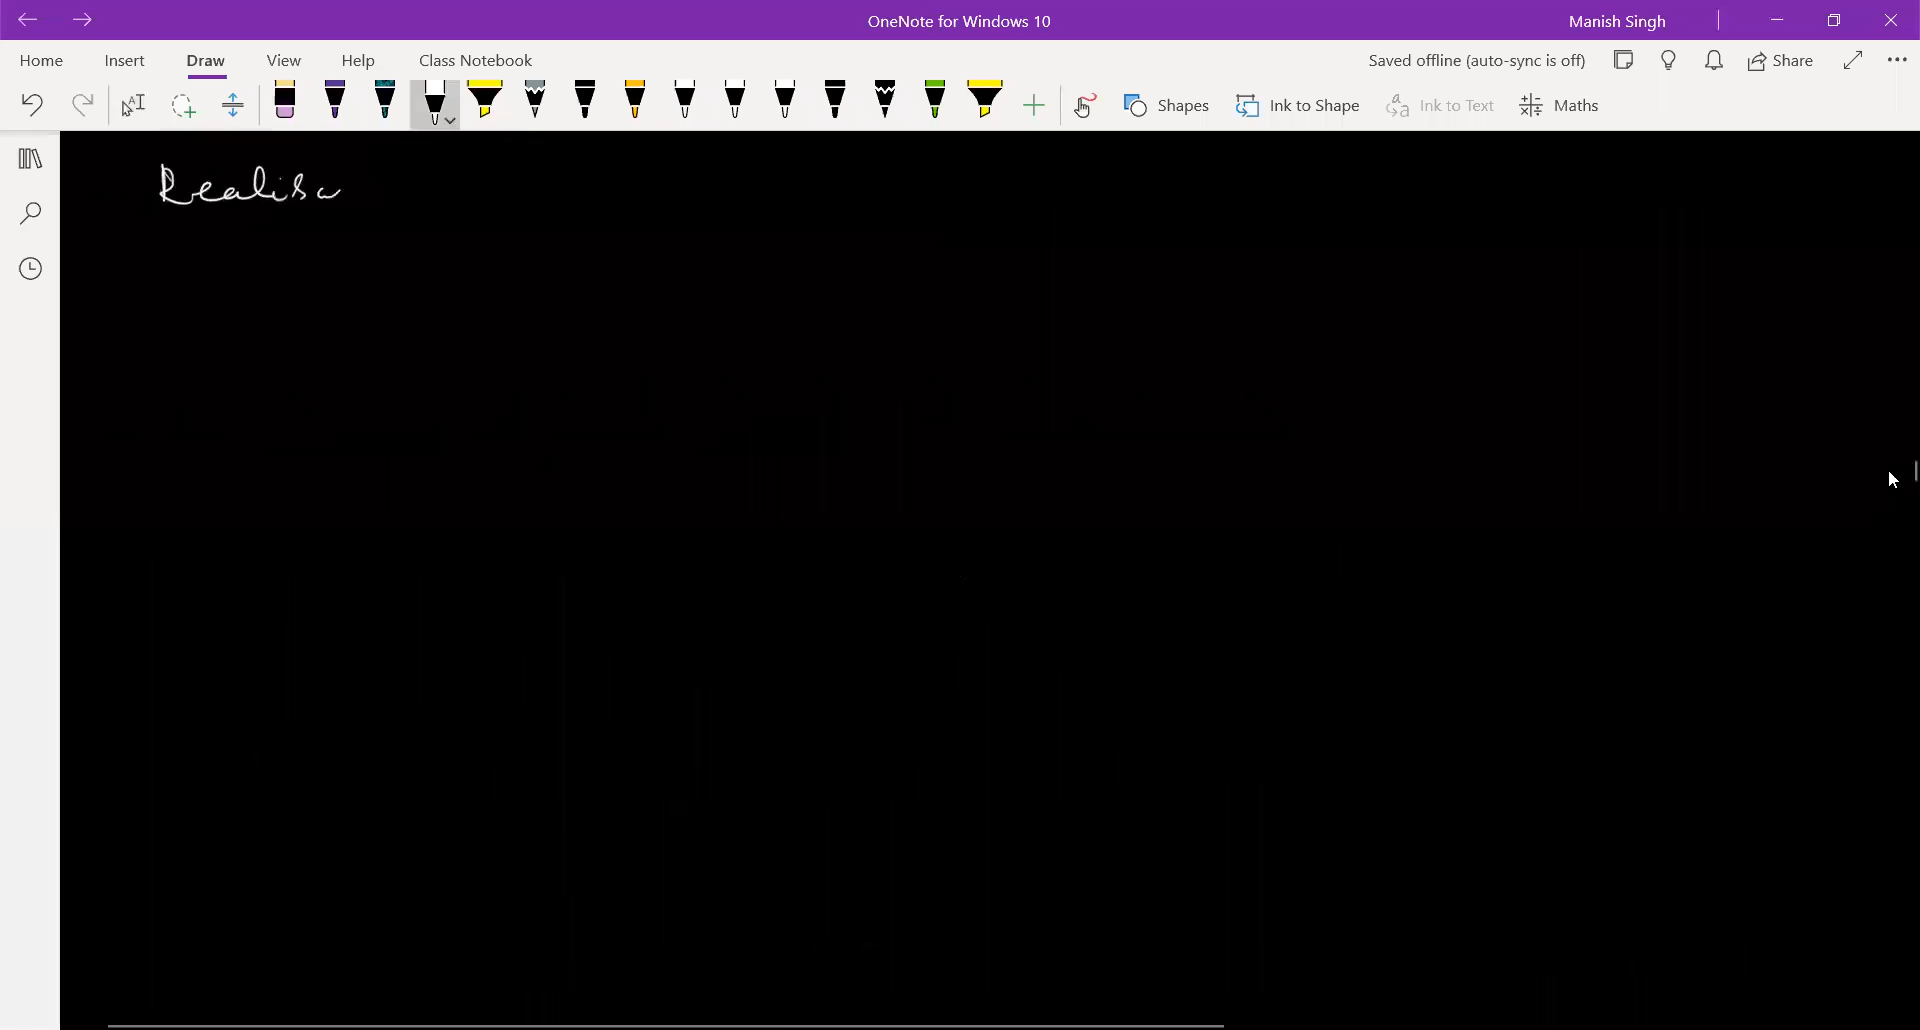 OneNote for Windows 10 Manish Singh
Home Insert Draw View Help Class Notebook Saved offline (auto-sync is off) Share
Shapes Ink to Shape Ink to Text Maths
Realisa